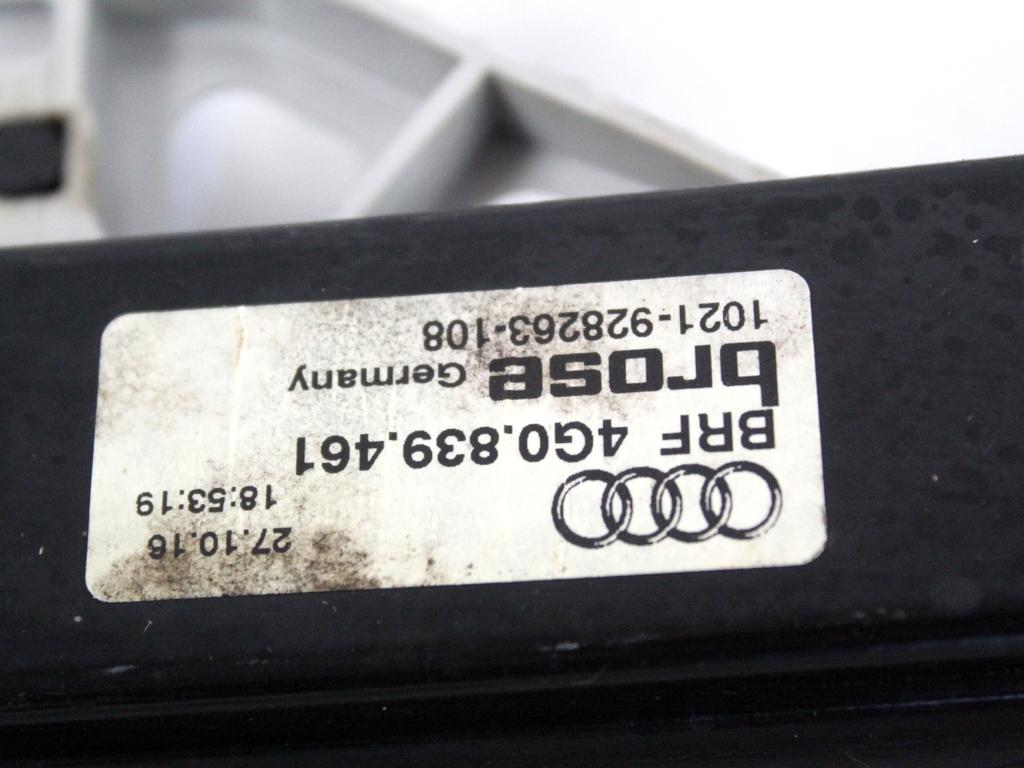 27.10.16
18:53:19
BRF 4G0.839.461
brose Germany
1021-928263-108